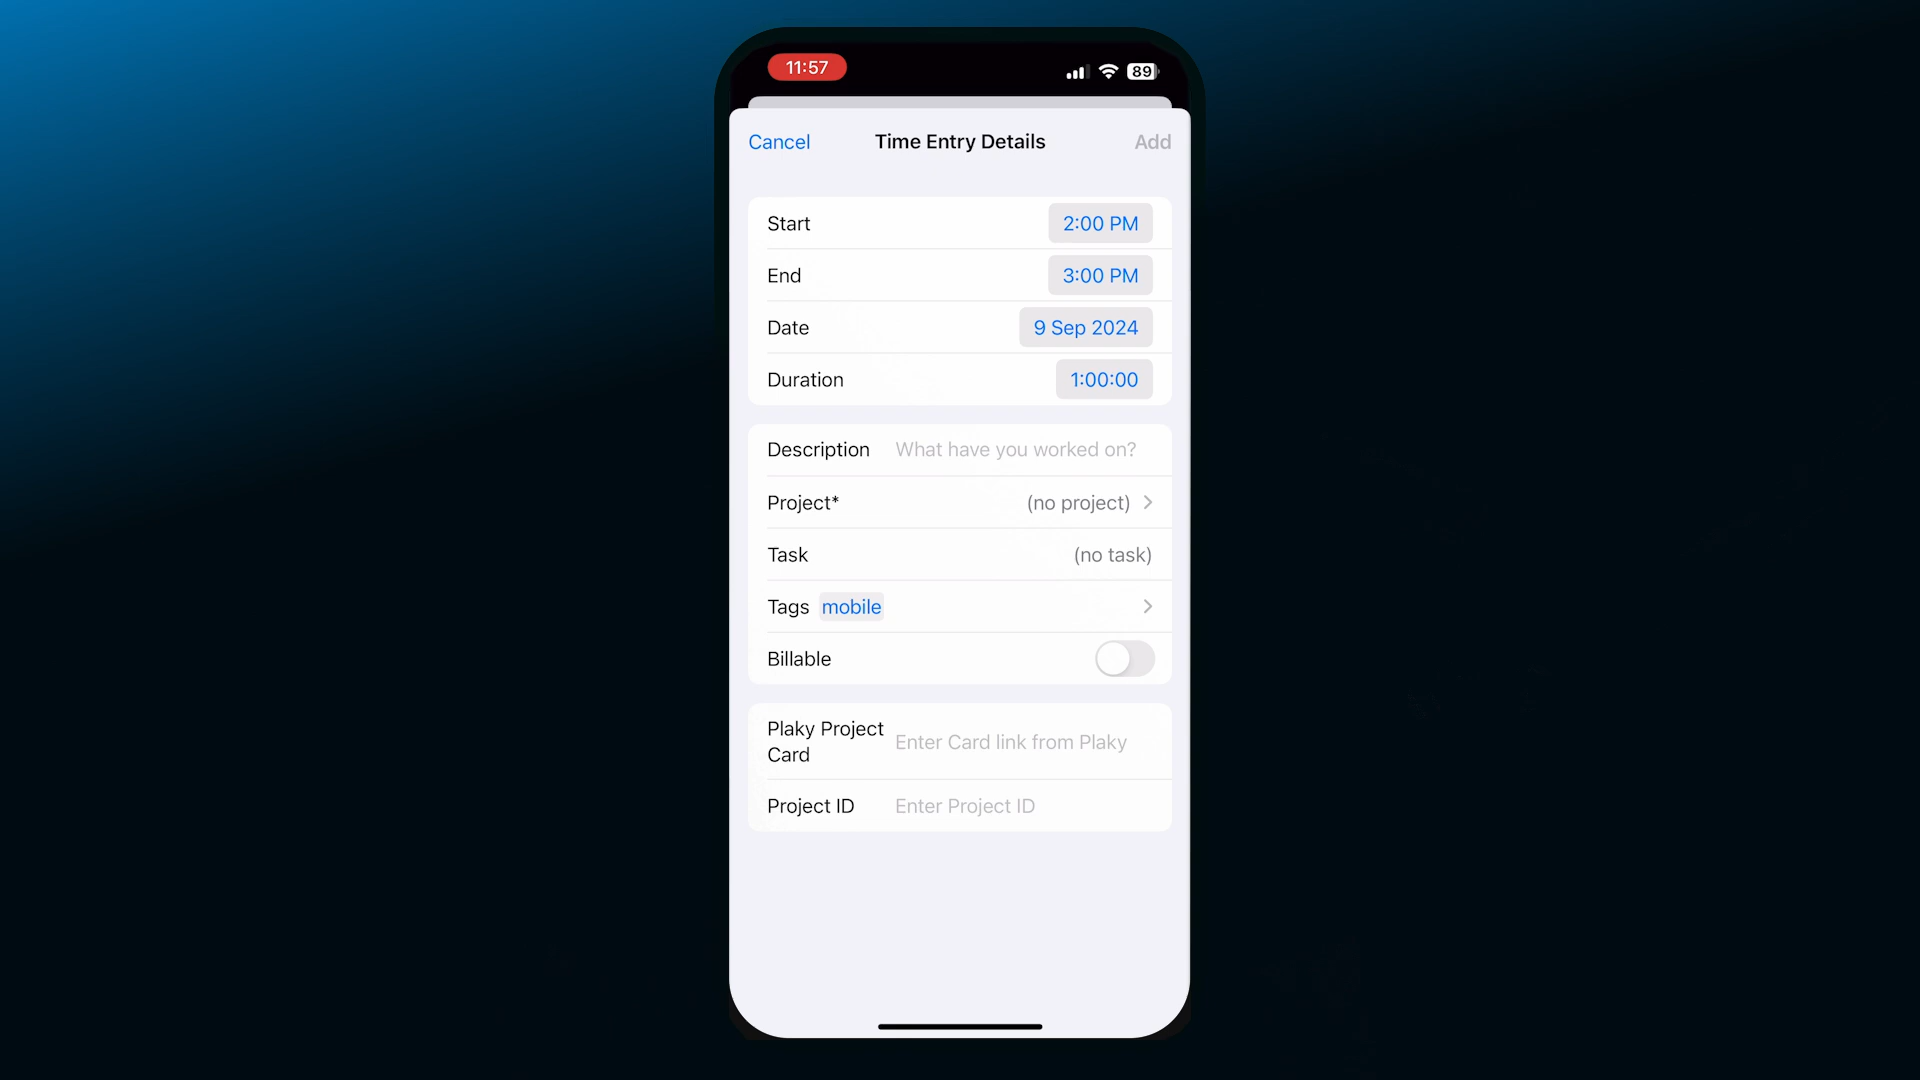 11:57
89
Cancel Time Entry Details Add
Start 2:00 PM
End 3:00 PM
Date 9 Sep 2024
Duration 1:00:00
Description What have you worked on?
Project* (no project)
Task (no task)
Tags mobile
Billable
Plaky Project
Card
Enter Card link from Plaky
Project ID Enter Project ID